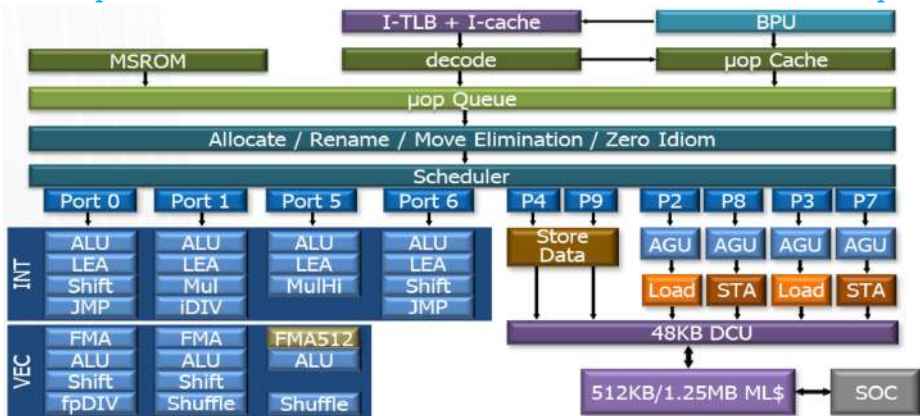 I-TLB + I-cache
BPU
MSROM
decode
μop Cache
μop Queue
Allocate / Rename / Move Elimination / Zero Idiom
Scheduler
Port 0 Port 1 Port 5 Port 6 P4 P9 P2 P8 P3 P7
INT
ALU ALU ALU ALU
LEA LEA LEA LEA
Shift Mul MulHi Shift
JMP iDIV JMP
Store
Data
AGU AGU AGU AGU
Load STA Load STA
VEC
FMA FMA FMA512
ALU ALU ALU
Shift Shift
fpDIV Shuffle Shuffle
48KB DCU
512KB/1.25MB ML$
SOC